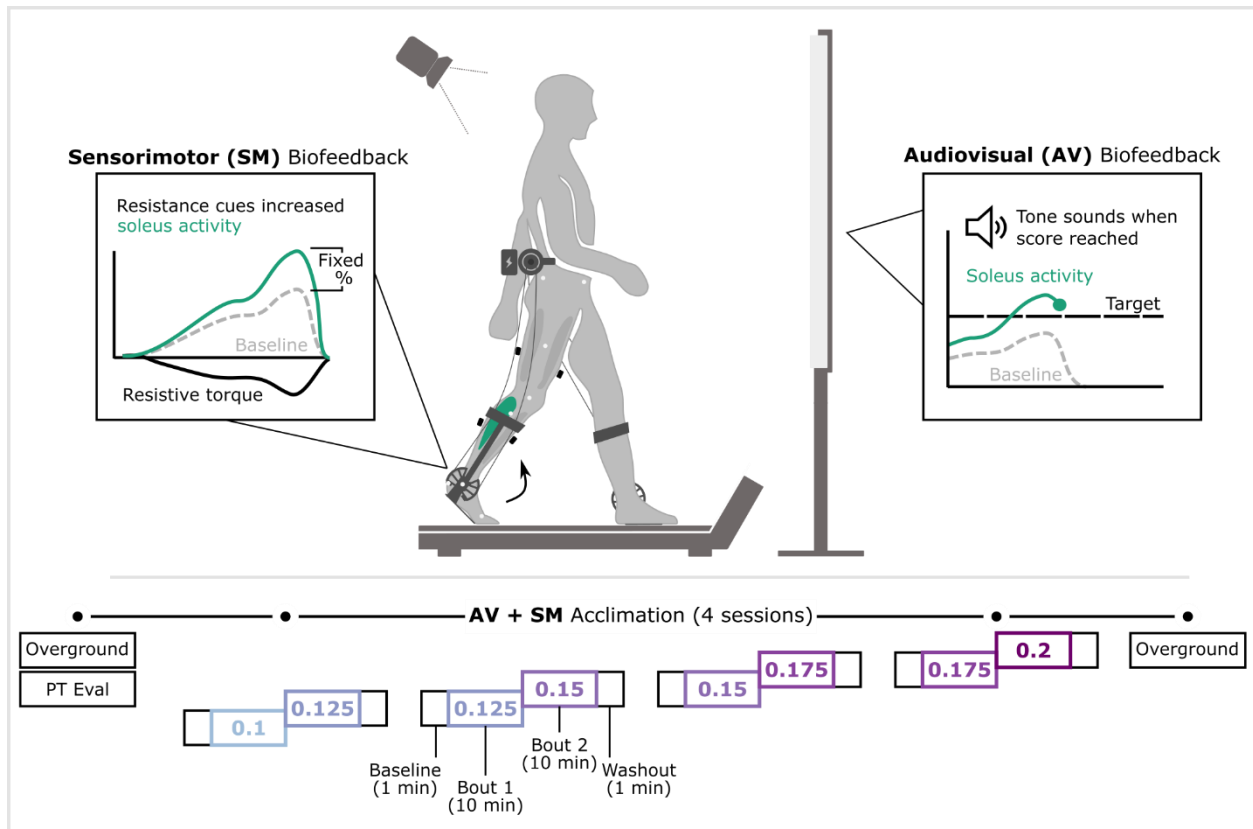 Sensorimotor (SM) Biofeedback
Resistance cues increased
soleus activity
Fixed
%
Baseline
Resistive torque
Audiovisual (AV) Biofeedback
Tone sounds when
score reached
Soleus activity
Target
Baseline
AV + SM Acclimation (4 sessions)
Overground
PT Eval
0.1
0.125
0.125
0.15
0.15
0.175
0.175
0.2
Overground
Baseline
(1 min)
Bout 1
(10 min)
Bout 2
(10 min)
Washout
(1 min)